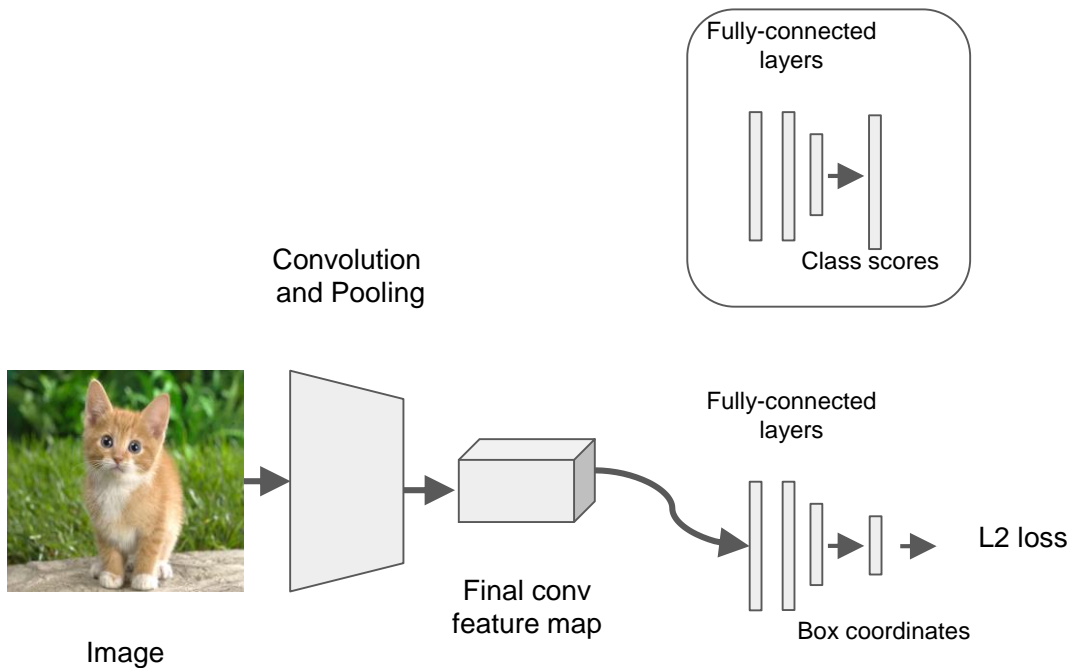 Fully-connected
layers
Class scores
Convolution
and Pooling
Fully-connected
layers
L2 loss
Final conv
feature map
Box coordinates
Image